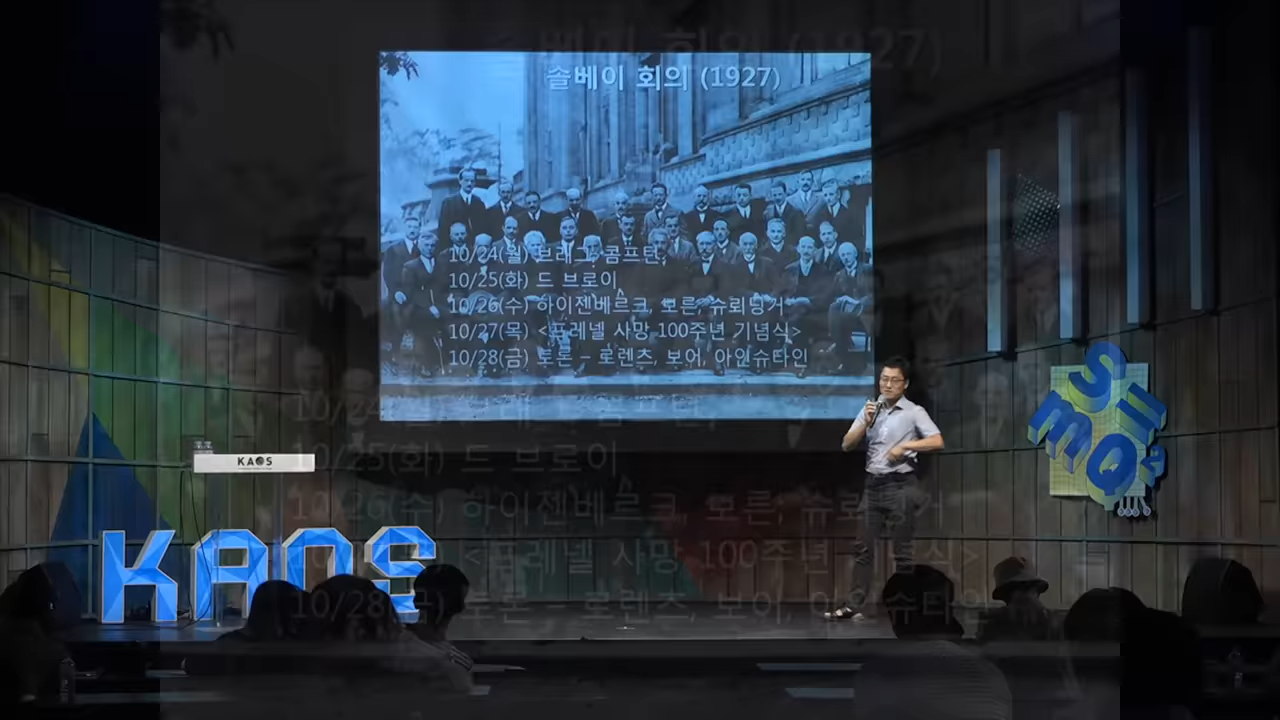 솔베이 회의 (1927)
10/24(월) 브래그, 콤프턴,
10/25(화) 드 브로이,
10/26(수) 하이젠베르크, 보른, 슈뢰딩거
10/27(목) <프레넬 사망 100주년 기념식>
10/28(금) 토론 – 로렌츠, 보어, 아인슈타인
KAOS
KAOS